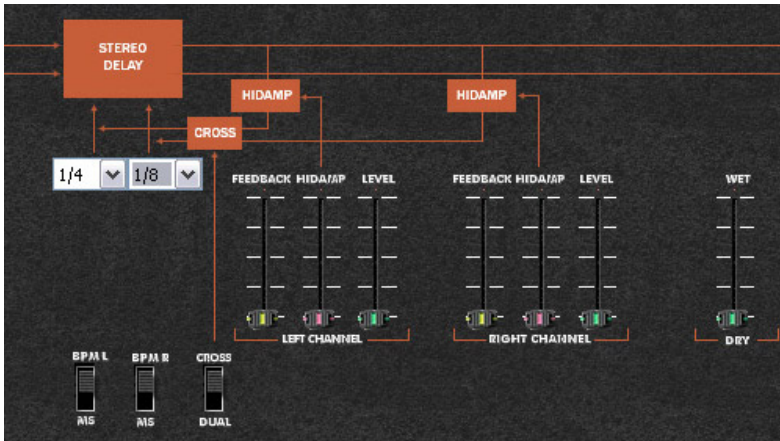 STEREO
DELAY
HIDAMP
HIDAMP
CROSS
1/4 1/8
FEEDBACK HIDAMP LEVEL
FEEDBACK HIDAMP LEVEL
WET
LEFT CHANNEL
RIGHT CHANNEL
DRY
BPM L BPM R CROSS
MS MS DUAL